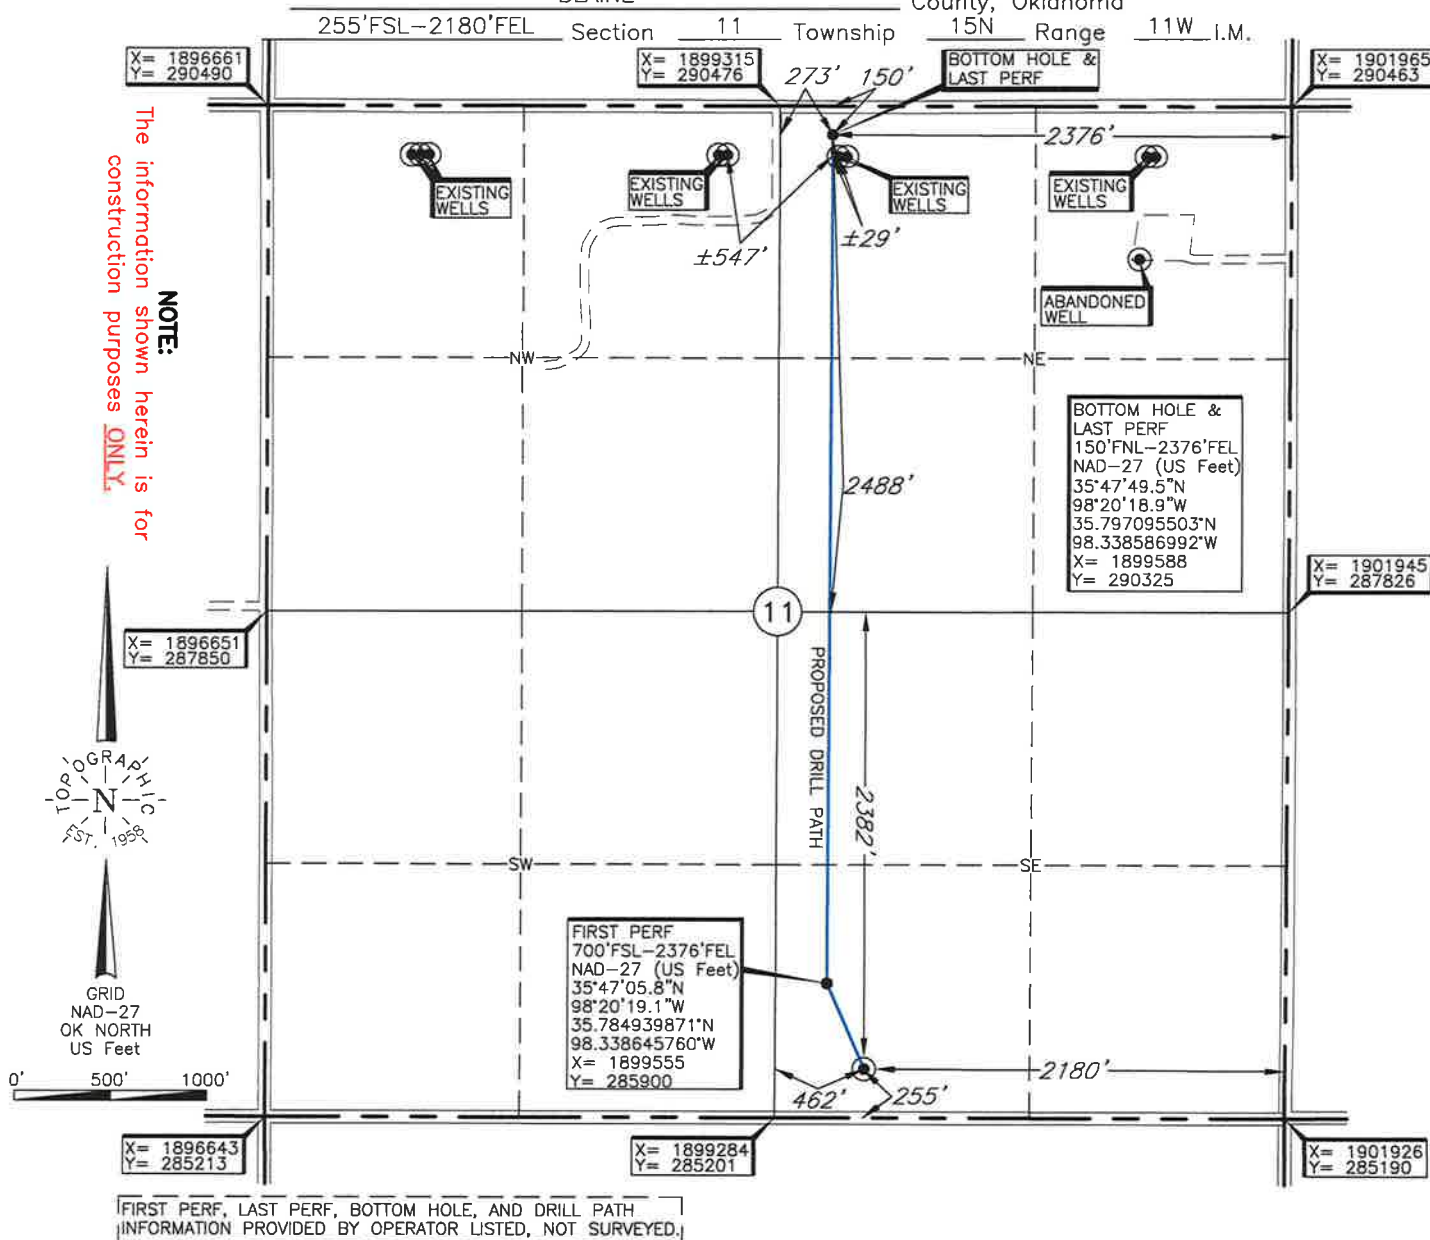 County, Oklahoma
255'FSL-2180'FEL Section 11 Township 15N Range 11W I.M.
X= 1896661
Y= 290490
X= 1899315
Y= 290476
273' 150'
BOTTOM HOLE &
LAST PERF
X= 1901965
Y= 290463
2376'
EXISTING
WELLS
EXISTING
WELLS
EXISTING
WELLS
EXISTING
WELLS
±547'
±29'
ABANDONED
WELL
NOTE:
The information shown herein is for
construction purposes ONLY.
NW
NE
BOTTOM HOLE &
LAST PERF
150'FNL-2376'FEL
NAD-27 (US Feet)
35°47'49.5"N
98°20'18.9"W
35.797095503°N
98.338586992°W
X= 1899588
Y= 290325
2488'
X= 1901945
Y= 287826
11
X= 1896651
Y= 287850
PROPOSED DRILL PATH
2382'
TOPOGRAPHIC
N
EST. 1958
SW
SE
FIRST PERF
700'FSL-2376'FEL
NAD-27 (US Feet)
35°47'05.8"N
98°20'19.1"W
35.784939871°N
98.338645760°W
X= 1899555
Y= 285900
GRID
NAD-27
OK NORTH
US Feet
0' 500' 1000'
2180'
462' 255'
X= 1896643
Y= 285213
X= 1899284
Y= 285201
X= 1901926
Y= 285190
FIRST PERF, LAST PERF, BOTTOM HOLE, AND DRILL PATH
INFORMATION PROVIDED BY OPERATOR LISTED, NOT SURVEYED.